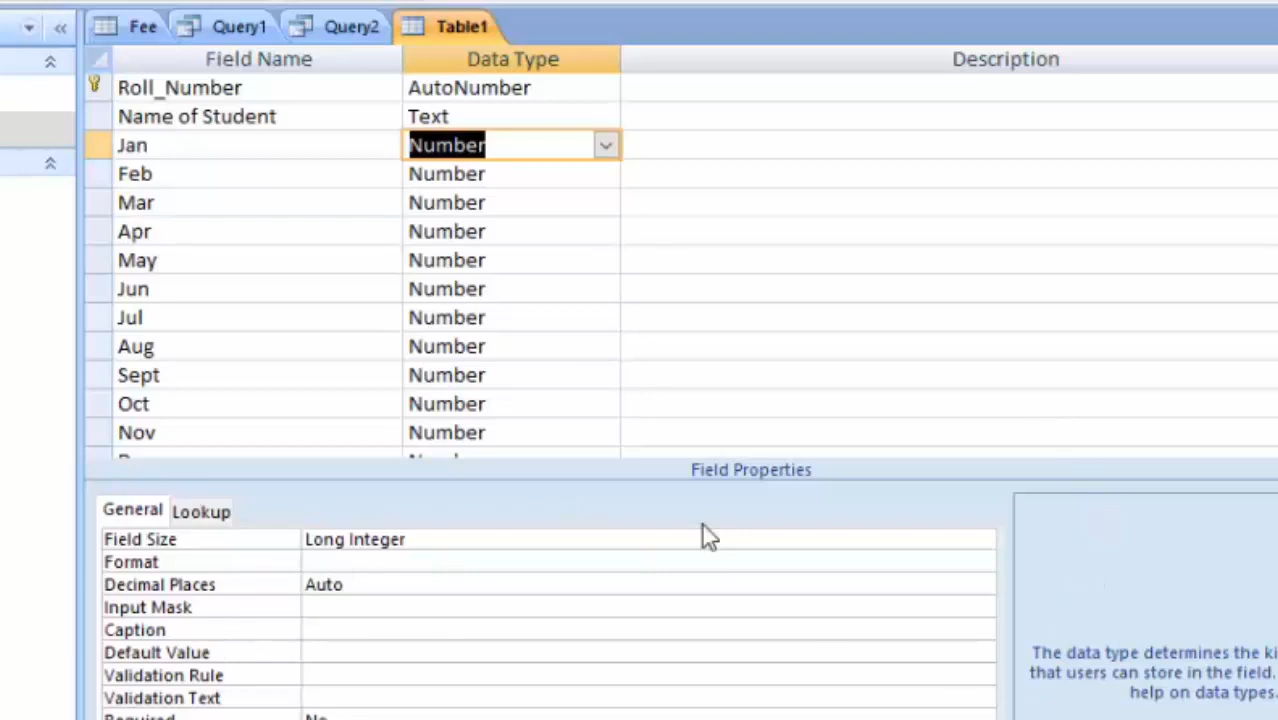 Fee Query1 Query2 Table1
Field Name Data Type Description
Roll_Number AutoNumber
Name of Student Text
Jan Number
Feb Number
Mar Number
Apr Number
May Number
Jun Number
Jul Number
Aug Number
Sept Number
Oct Number
Nov Number
Field Properties
General Lookup
Field Size Long Integer
Format
Decimal Places Auto
Input Mask
Caption
Default Value
Validation Rule
Validation Text
Required No
The data type determines the ki
that users can store in the field.
help on data types.